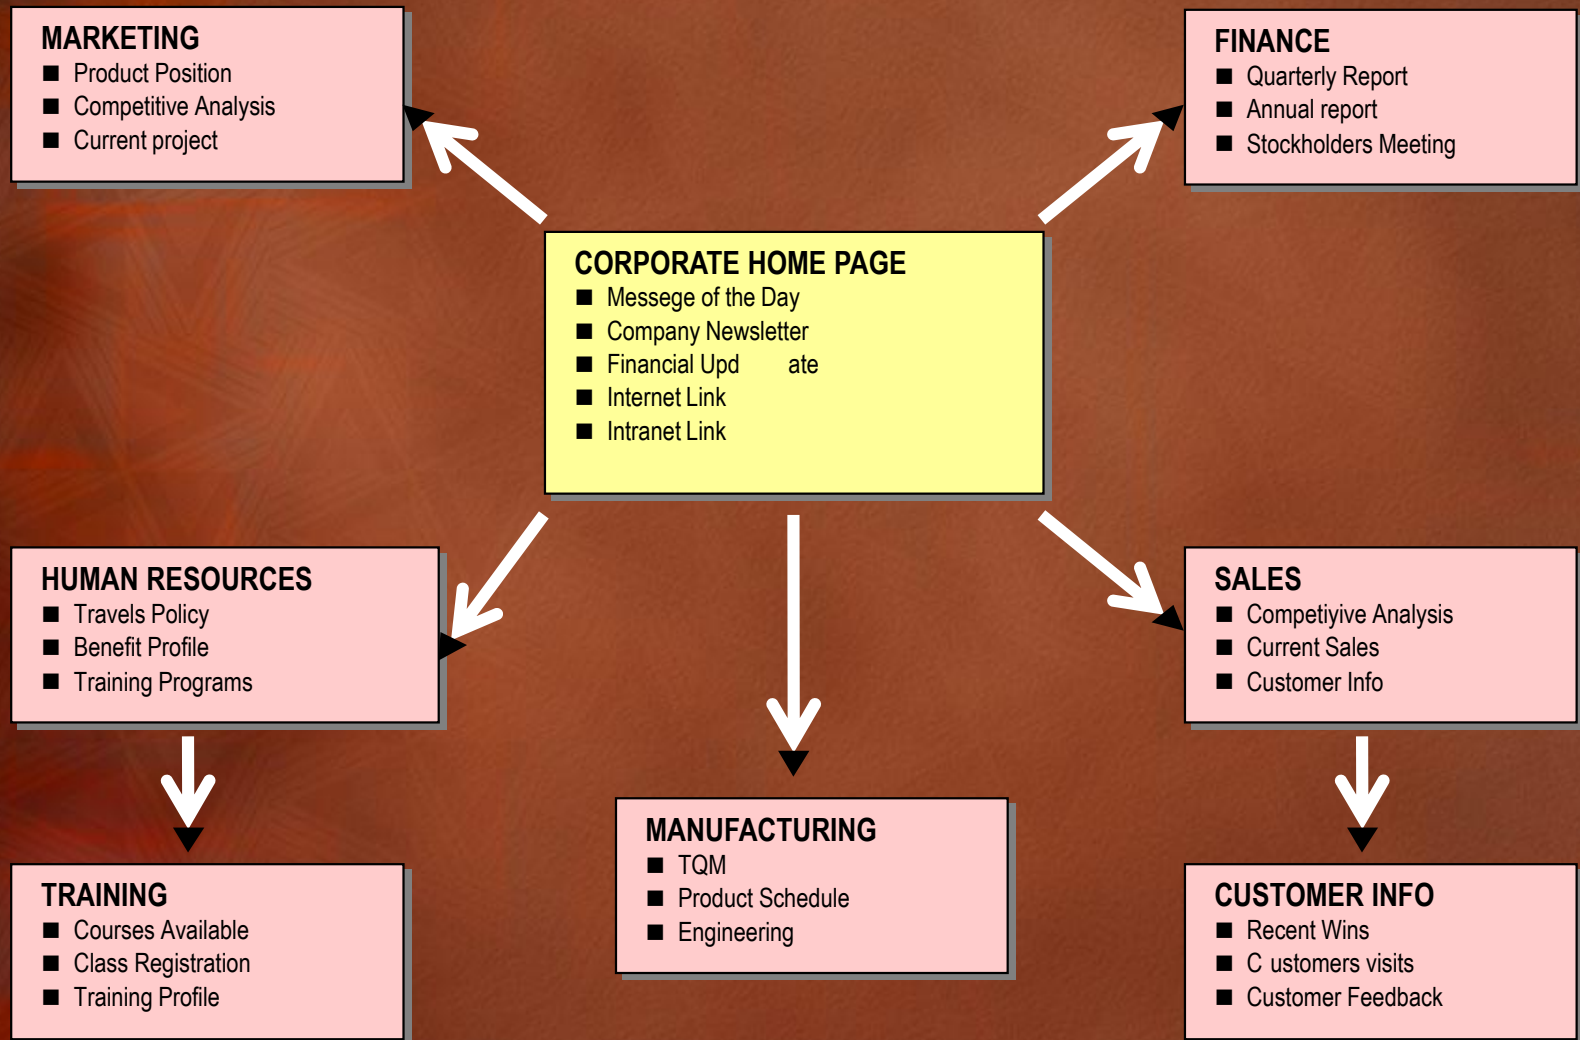 MARKETING
■ Product Position
■ Competitive Analysis
■ Current project
FINANCE
■ Quarterly Report
■ Annual report
■ Stockholders Meeting
CORPORATE HOME PAGE
■ Messege of the Day
■ Company Newsletter
■ Financial Upd ate
■ Internet Link
■ Intranet Link
HUMAN RESOURCES
■ Travels Policy
■ Benefit Profile
■ Training Programs
SALES
■ Competiyive Analysis
■ Current Sales
■ Customer Info
MANUFACTURING
■ TQM
■ Product Schedule
■ Engineering
TRAINING
■ Courses Available
■ Class Registration
■ Training Profile
CUSTOMER INFO
■ Recent Wins
■ C ustomers visits
■ Customer Feedback